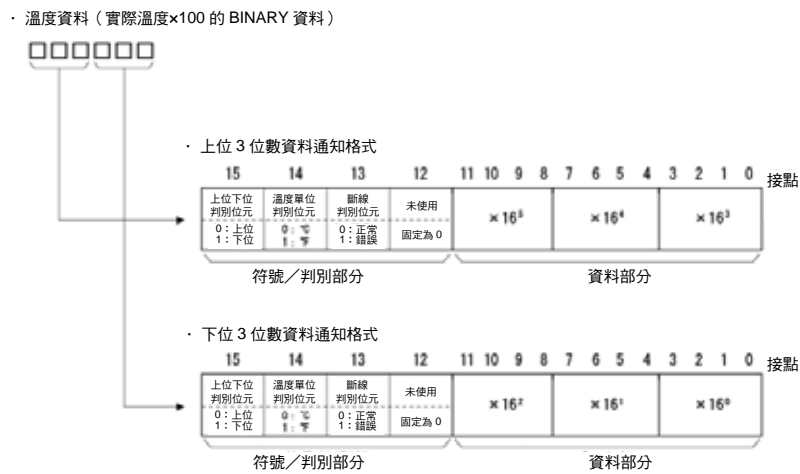 · 溫度資料（實際溫度×100 的 BINARY 資料）
□□□□□□
· 上位 3 位數資料通知格式
15 14 13 12 11 10 9 8 7 6 5 4 3 2 1 0 接點
上位下位判別位元 溫度單位判別位元 斷線判別位元 未使用 ×16⁵ ×16⁴ ×16³
0：上位 1：下位 0：℃ 1：℉ 0：正常 1：錯誤 固定為 0
符號／判別部分 資料部分
· 下位 3 位數資料通知格式
15 14 13 12 11 10 9 8 7 6 5 4 3 2 1 0 接點
上位下位判別位元 溫度單位判別位元 斷線判別位元 未使用 ×16² ×16¹ ×16⁰
0：上位 1：下位 0：℃ 1：℉ 0：正常 1：錯誤 固定為 0
符號／判別部分 資料部分